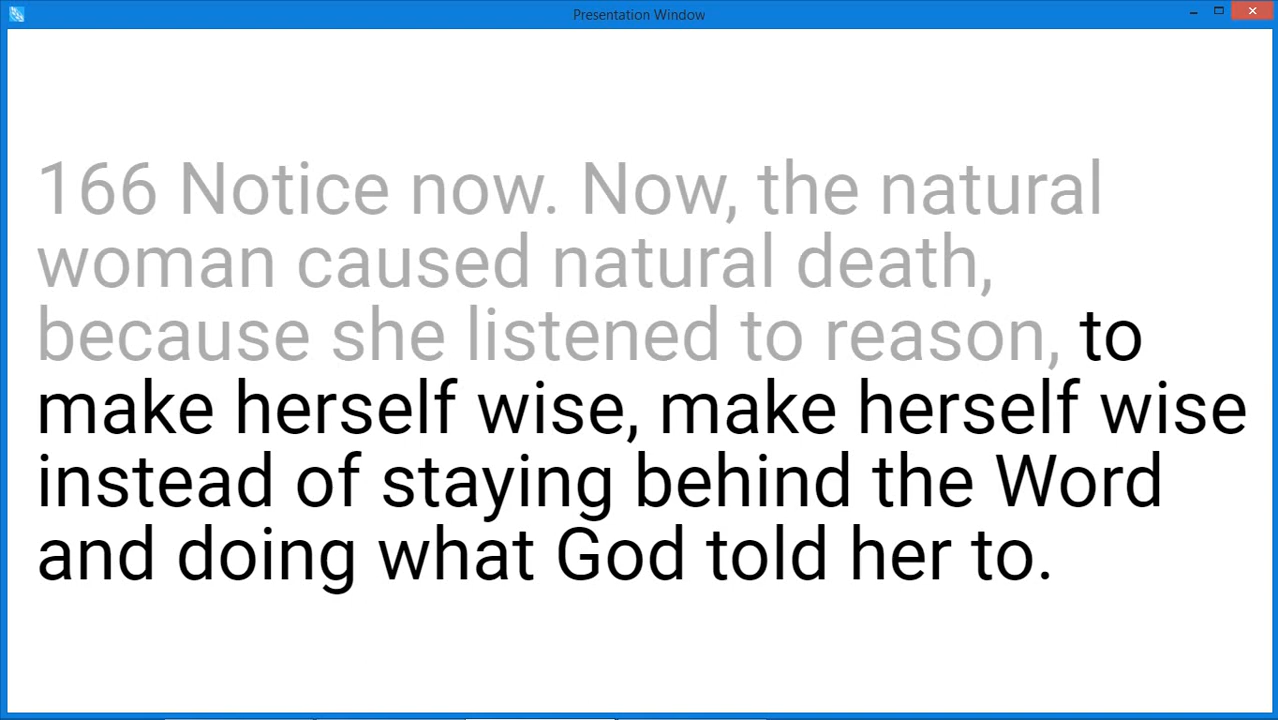 Presentation Window
166 Notice now. Now, the natural
woman caused natural death,
because she listened to reason, to
make herself wise, make herself wise
instead of staying behind the Word
and doing what God told her to.